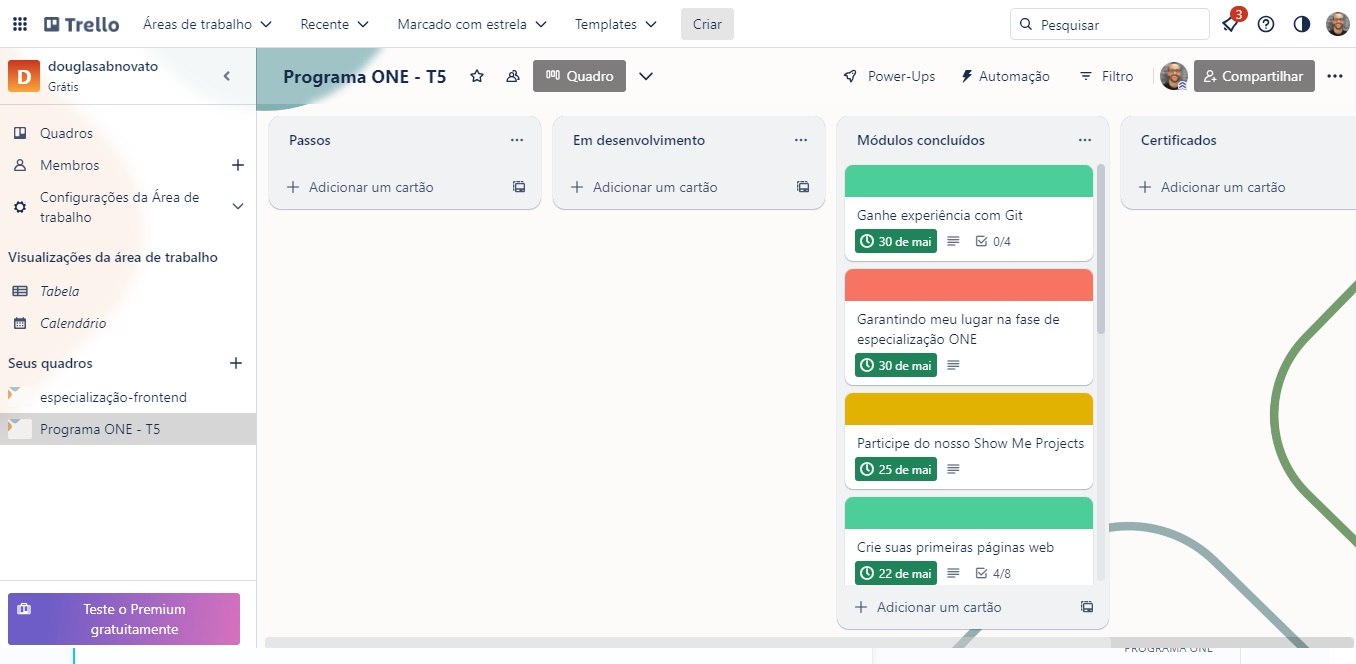 Trello
Áreas de trabalho
Recente
Marcado com estrela
Templates
Criar
Pesquisar
3
D
douglasabnovato
Grátis
Programa ONE - T5
Quadro
Power-Ups
Automação
Filtro
Compartilhar
Quadros
Membros
Configurações da Área de
trabalho
Visualizações da área de trabalho
Tabela
Calendário
Seus quadros
especialização-frontend
Programa ONE - T5
Teste o Premium
gratuitamente
Passos
Adicionar um cartão
Em desenvolvimento
Adicionar um cartão
Módulos concluídos
Ganhe experiência com Git
30 de mai
0/4
Garantindo meu lugar na fase de
especialização ONE
30 de mai
Participe do nosso Show Me Projects
25 de mai
Crie suas primeiras páginas web
22 de mai
4/8
Adicionar um cartão
Certificados
Adicionar um cartão
PROGRAMA ONE